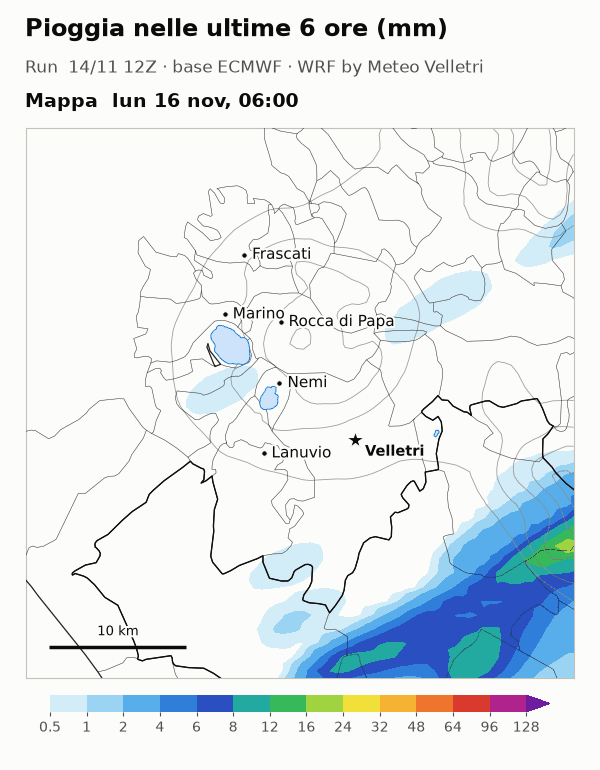 Pioggia nelle ultime 6 ore (mm)
Run  14/11 12Z · base ECMWF · WRF by Meteo Velletri
Mappa  lun 16 nov, 06:00
Frascati
Marino
Rocca di Papa
Nemi
Velletri
Lanuvio
10 km
0.5 1 2 4 6 8 12 16 24 32 48 64 96 128